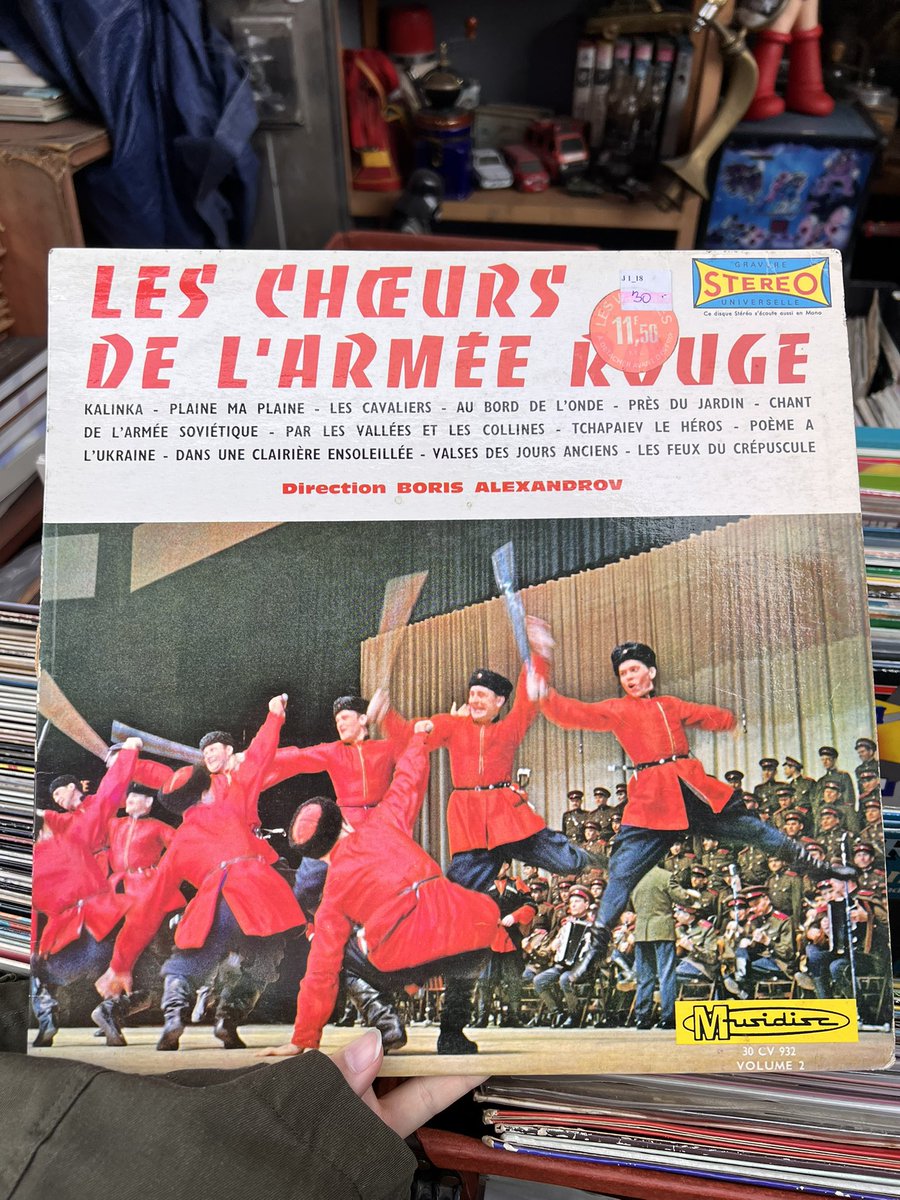 LES CHŒURS
DE L'ARMÉE ROUGE
J 1_18
30
11F,50
GRAVURE
STEREO
UNIVERSELLE
Ce disque Stéréo s'écoute aussi en Mono
KALINKA - PLAINE MA PLAINE - LES CAVALIERS - AU BORD DE L'ONDE - PRÈS DU JARDIN - CHANT
DE L'ARMÉE SOVIÉTIQUE - PAR LES VALLÉES ET LES COLLINES - TCHAPAIEV LE HÉROS - POÈME A
L'UKRAINE - DANS UNE CLAIRIÈRE ENSOLEILLÉE - VALSES DES JOURS ANCIENS - LES FEUX DU CRÉPUSCULE
Direction BORIS ALEXANDROV
Musidisc
30 CV 932
VOLUME 2